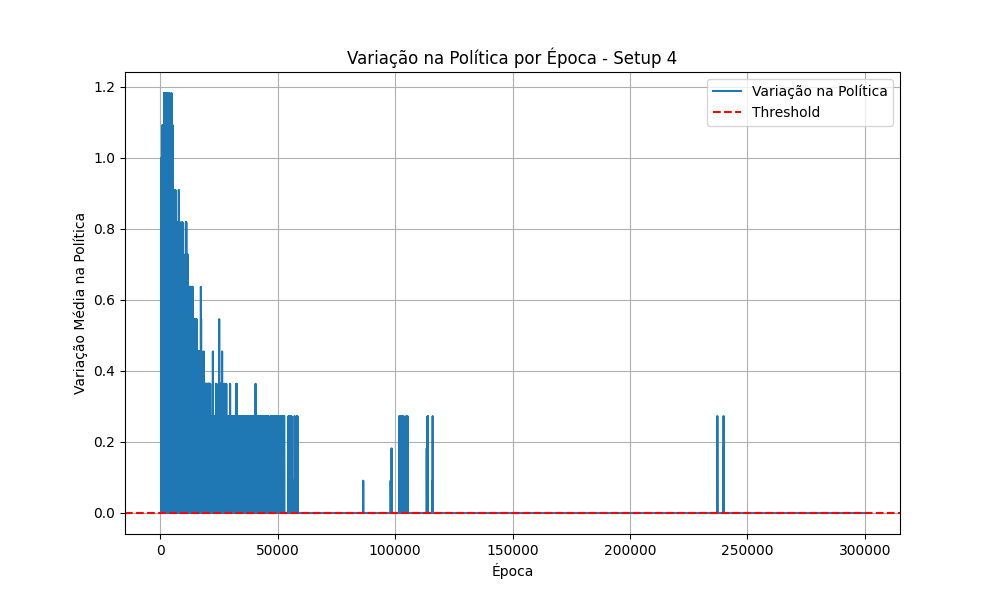 Variação na Política por Época - Setup 4
Variação na Política
Threshold
Variação Média na Política
1.2
1.0
0.8
0.6
0.4
0.2
0.0
0
50000
100000
150000
200000
250000
300000
Época